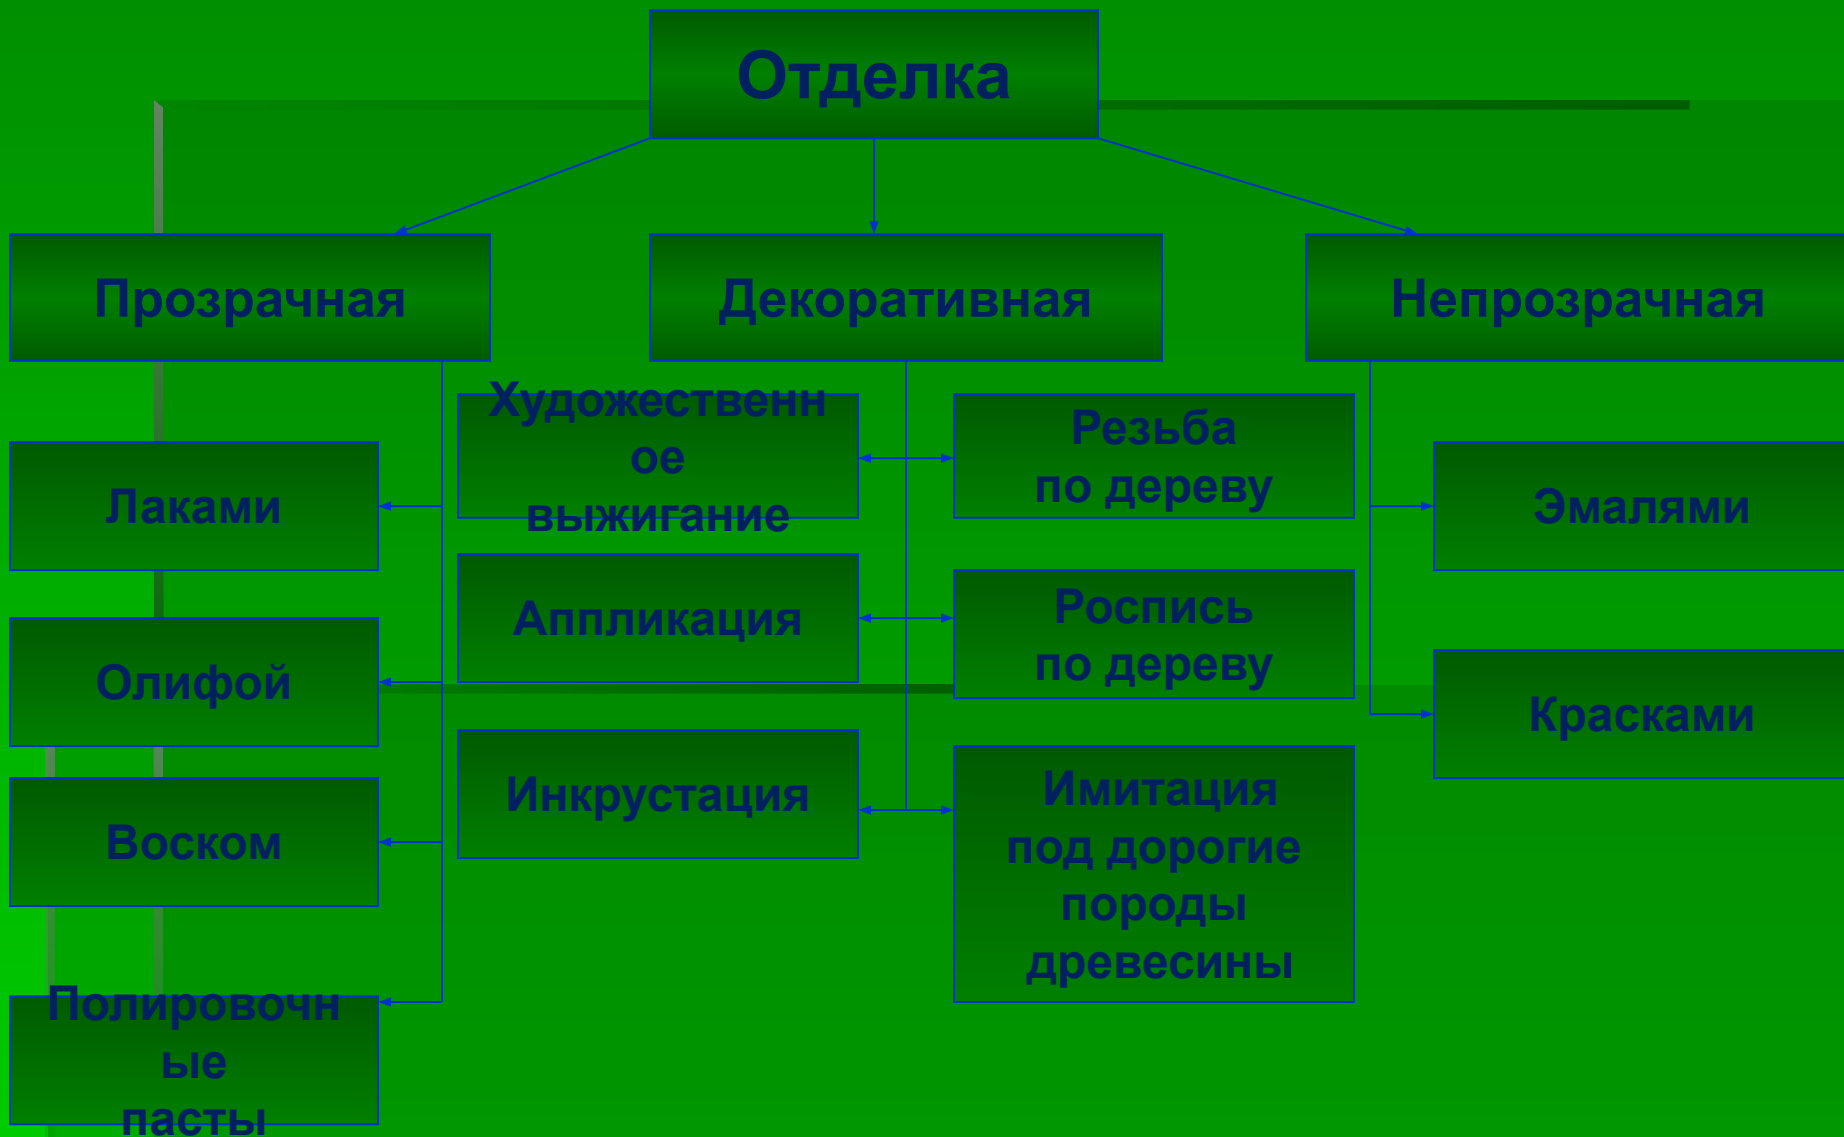 Отделка
Прозрачная
Декоративная
Непрозрачная
Лаками
Олифой
Воском
Полировочн
ые
пасты
Художественн
ое
выжигание
Аппликация
Инкрустация
Резьба
по дереву
Роспись
по дереву
Имитация
под дорогие
породы
древесины
Эмалями
Красками